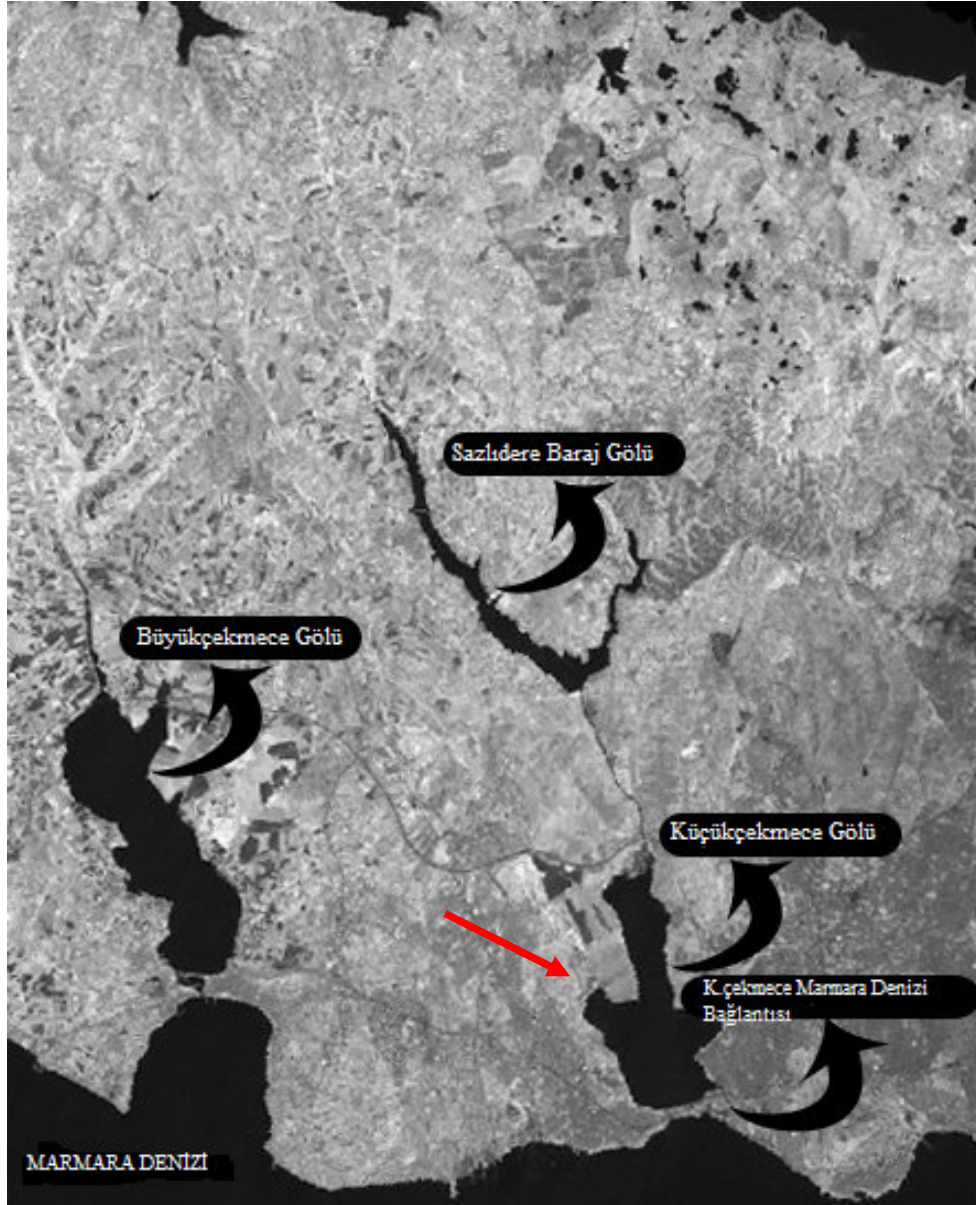 Sazlıdere Baraj Gölü
Büyükçekmece Gölü
Küçükçekmece Gölü
K.çekmece Marmara Denizi
Bağlantısı
MARMARA DENİZİ